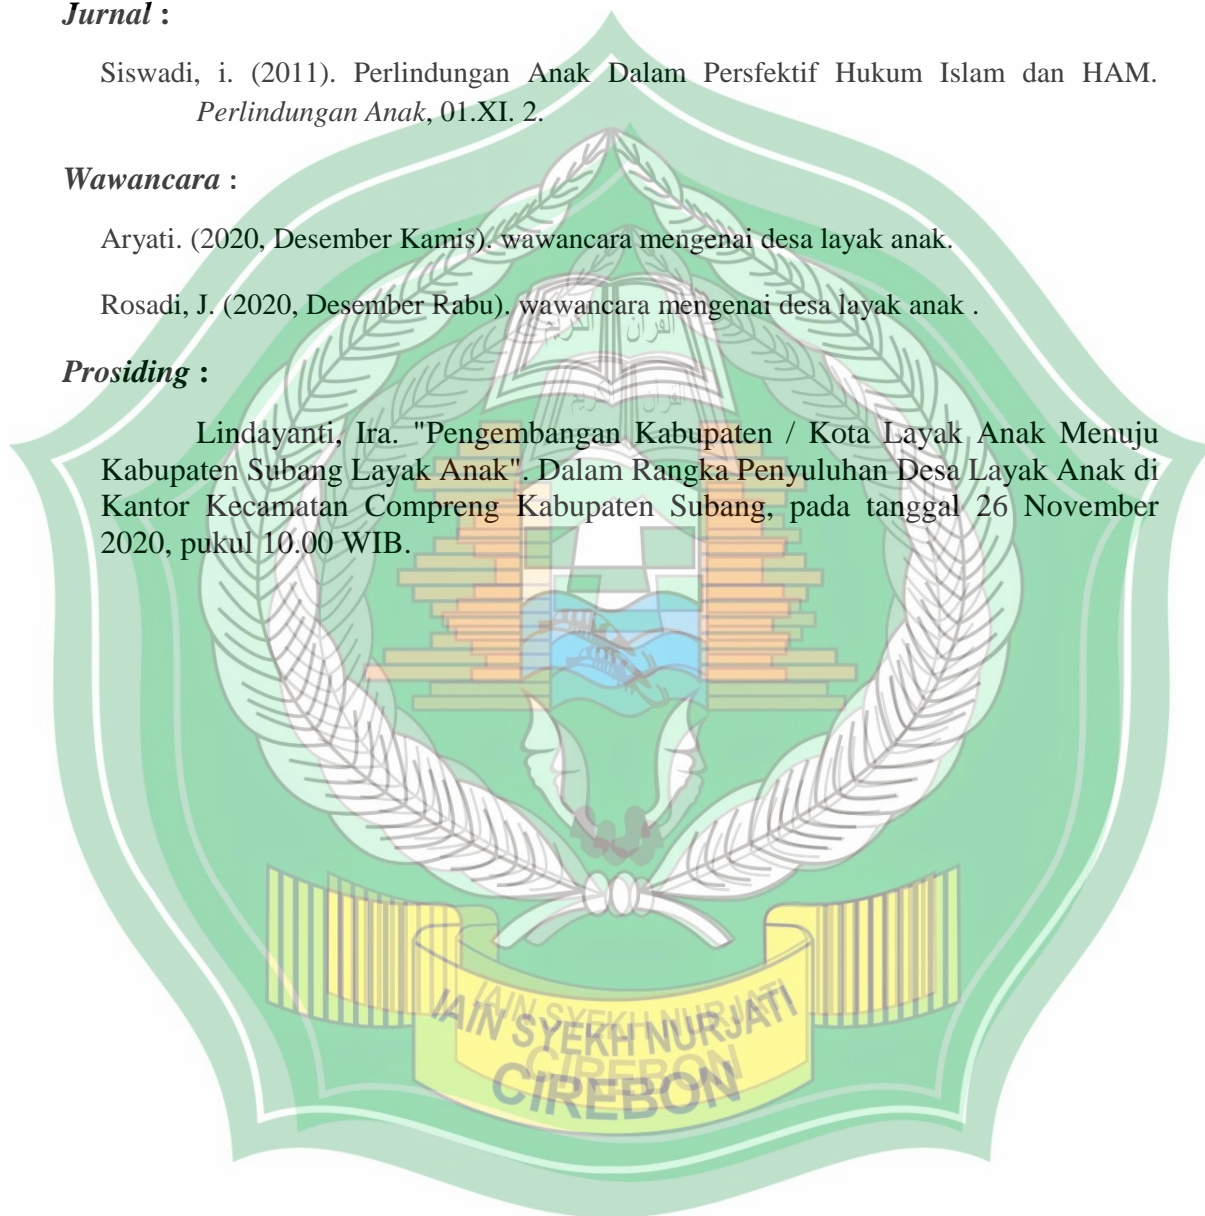 Jurnal :
Siswadi, i. (2011). Perlindungan Anak Dalam Persfektif Hukum Islam dan HAM.
Perlindungan Anak, 01.XI. 2.
Wawancara :
Aryati. (2020, Desember Kamis). wawancara mengenai desa layak anak.
Rosadi, J. (2020, Desember Rabu). wawancara mengenai desa layak anak .
Prosiding :
Lindayanti, Ira. "Pengembangan Kabupaten / Kota Layak Anak Menuju
Kabupaten Subang Layak Anak". Dalam Rangka Penyuluhan Desa Layak Anak di
Kantor Kecamatan Compreng Kabupaten Subang, pada tanggal 26 November
2020, pukul 10.00 WIB.
IAIN SYEKH NURJATI
CIREBON